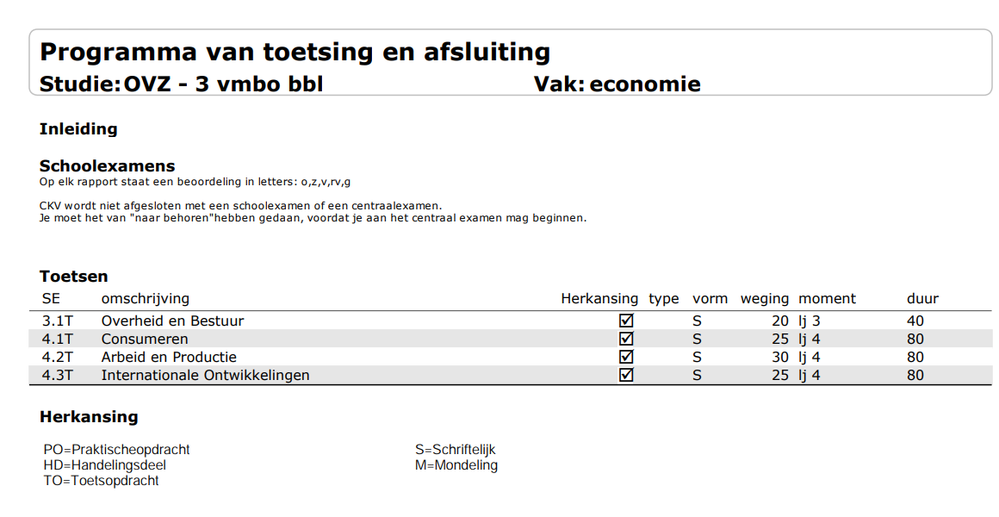 Programma van toetsing en afsluiting
Studie: OVZ - 3 vmbo bbl Vak: economie
Inleiding
Schoolexamens
Op elk rapport staat een beoordeling in letters: o,z,v,rv,g
CKV wordt niet afgesloten met een schoolexamen of een centraalexamen.
Je moet het van "naar behoren"hebben gedaan, voordat je aan het centraal examen mag beginnen.
Toetsen
SE omschrijving Herkansing type vorm weging moment duur
3.1T Overheid en Bestuur ☑ S 20 lj 3 40
4.1T Consumeren ☑ S 25 lj 4 80
4.2T Arbeid en Productie ☑ S 30 lj 4 80
4.3T Internationale Ontwikkelingen ☑ S 25 lj 4 80
Herkansing
PO=Praktischeopdracht S=Schriftelijk
HD=Handelingsdeel M=Mondeling
TO=Toetsopdracht